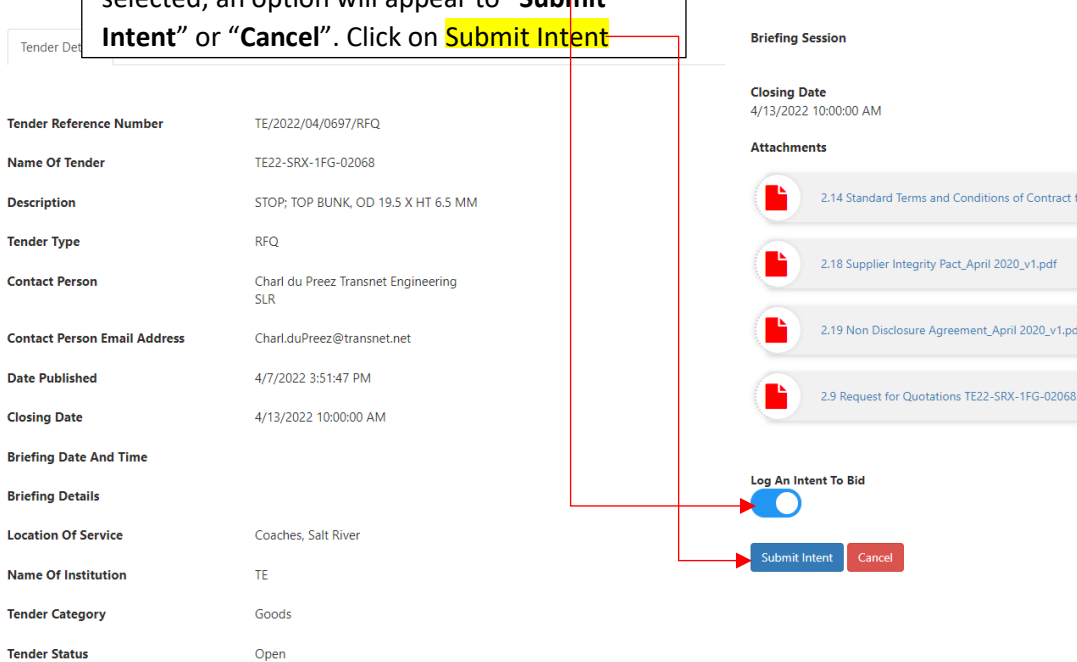 selected, an option will appear to "Submit
Intent" or "Cancel". Click on Submit Intent
Tender Det
Tender Reference Number TE/2022/04/0697/RFQ
Name Of Tender TE22-SRX-1FG-02068
Description STOP; TOP BUNK, OD 19.5 X HT 6.5 MM
Tender Type RFQ
Contact Person Charl du Preez Transnet Engineering
SLR
Contact Person Email Address Charl.duPreez@transnet.net
Date Published 4/7/2022 3:51:47 PM
Closing Date 4/13/2022 10:00:00 AM
Briefing Date And Time
Briefing Details
Location Of Service Coaches, Salt River
Name Of Institution TE
Tender Category Goods
Tender Status Open
Briefing Session
Closing Date
4/13/2022 10:00:00 AM
Attachments
2.14 Standard Terms and Conditions of Contract
2.18 Supplier Integrity Pact_April 2020_v1.pdf
2.19 Non Disclosure Agreement_April 2020_v1.pd
2.9 Request for Quotations TE22-SRX-1FG-02068
Log An Intent To Bid
Submit Intent Cancel